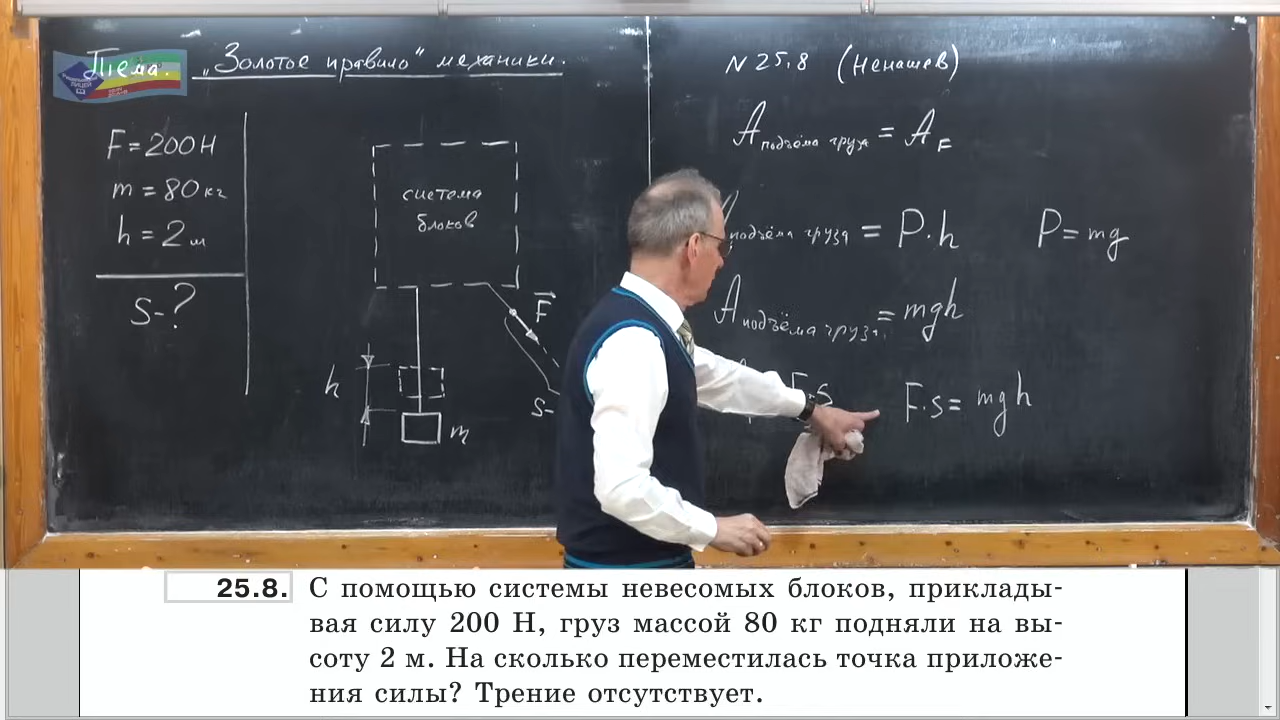 Тема. „Золотое правило" механики.
F = 200 Н
m = 80 кг
h = 2 м
S-?
система
блоков
F
h
m
S-
N 25.8 (Ненашев)
A подъёма груза = A F
подъёма груза = P·h P = mg
A подъёма груза = mgh
F·s F·s = mgh
25.8. С помощью системы невесомых блоков, приклады-
вая силу 200 Н, груз массой 80 кг подняли на вы-
соту 2 м. На сколько переместилась точка приложе-
ния силы? Трение отсутствует.